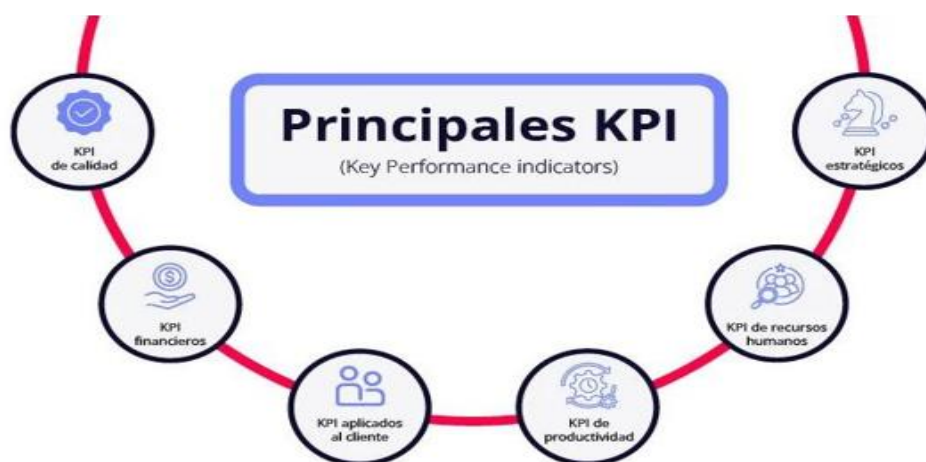 Principales KPI
(Key Performance indicators)
KPI
de calidad
KPI
estratégicos
KPI
financieros
KPI de recursos
humanos
KPI aplicados
al cliente
KPI de
productividad